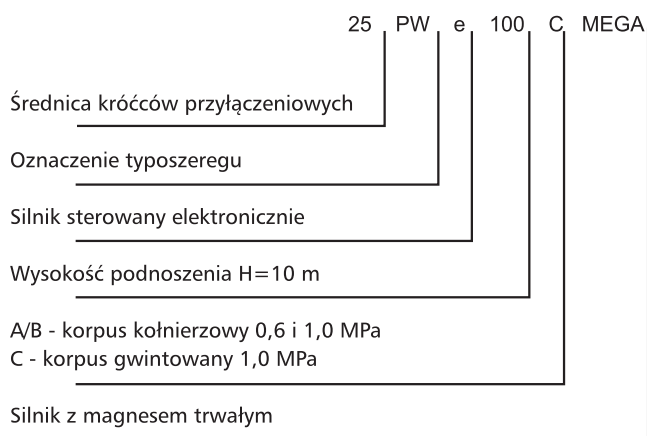 25 PW e 100 C MEGA
Średnica króćców przyłączeniowych
Oznaczenie typoszeregu
Silnik sterowany elektronicznie
Wysokość podnoszenia H=10 m
A/B - korpus kołnierzowy 0,6 i 1,0 MPa
C - korpus gwintowany 1,0 MPa
Silnik z magnesem trwałym